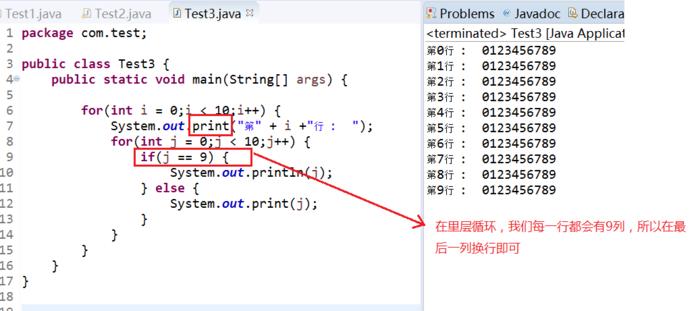 Test1.java
Test2.java
Test3.java
1 package com.test;
2
3 public class Test3 {
4 public static void main(String[] args) {
5
6 for(int i = 0;i < 10;i++) {
7 System.out.print("第" + i +"行 :  ");
8 for(int j = 0;j < 10;j++) {
9 if(j == 9) {
10 System.out.println(j);
11 } else {
12 System.out.print(j);
13 }
14 }
15 }
16 }
17 }
18
Problems
Javadoc
Declara
<terminated> Test3 [Java Applicat
第0行 :  0123456789
第1行 :  0123456789
第2行 :  0123456789
第3行 :  0123456789
第4行 :  0123456789
第5行 :  0123456789
第6行 :  0123456789
第7行 :  0123456789
第8行 :  0123456789
第9行 :  0123456789
在里层循环，我们每一行都会有9列，所以在最
后一列换行即可